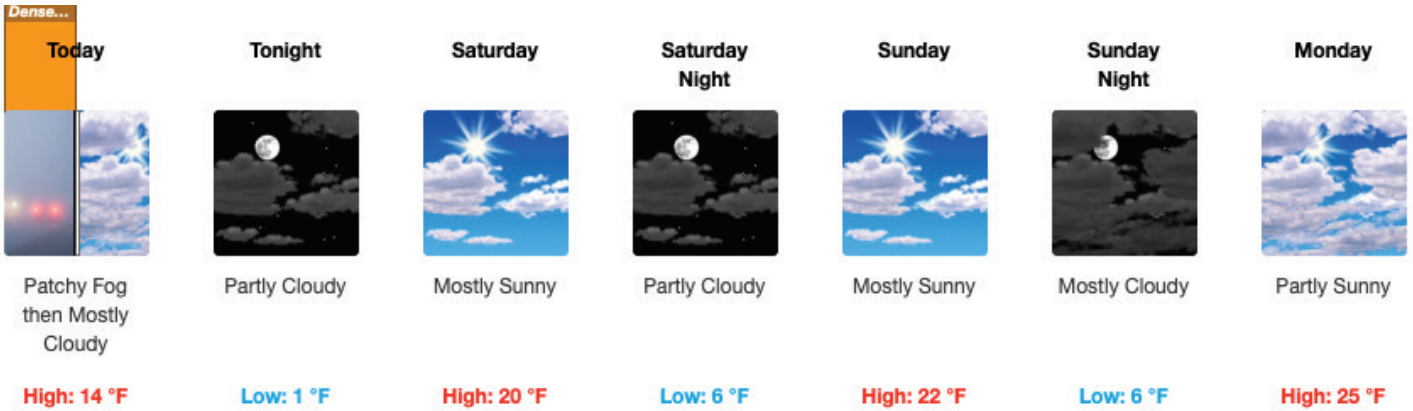 Dense...
Today
Tonight
Saturday
Saturday
Night
Sunday
Sunday
Night
Monday
Patchy Fog
then Mostly
Cloudy
Partly Cloudy
Mostly Sunny
Partly Cloudy
Mostly Sunny
Mostly Cloudy
Partly Sunny
High: 14 °F
Low: 1 °F
High: 20 °F
Low: 6 °F
High: 22 °F
Low: 6 °F
High: 25 °F